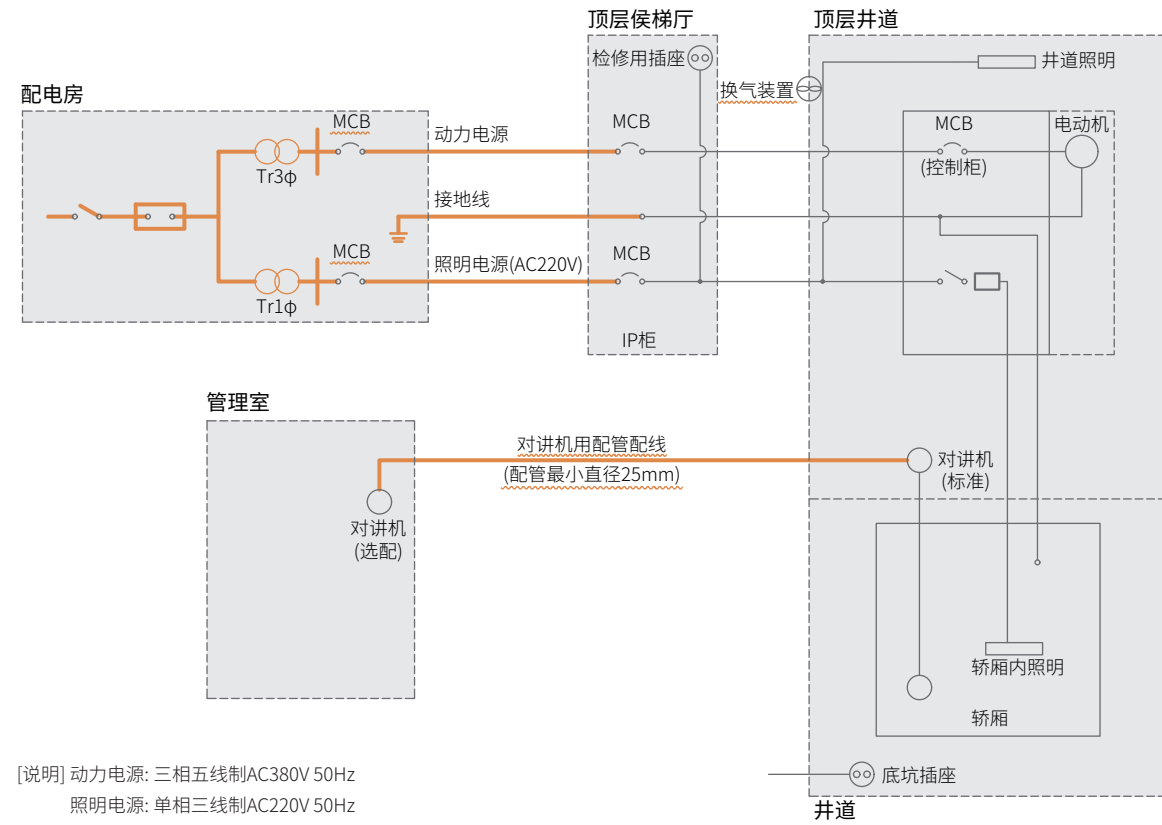 顶层侯梯厅
顶层井道
检修用插座
井道照明
配电房
换气装置
MCB
动力电源
MCB
MCB
电动机
Tr3φ
(控制柜)
接地线
MCB
照明电源(AC220V)
MCB
Tr1φ
IP柜
管理室
对讲机用配管配线
(配管最小直径25mm)
对讲机
(标准)
对讲机
(选配)
轿厢内照明
轿厢
[说明] 动力电源: 三相五线制AC380V 50Hz
照明电源: 单相三线制AC220V 50Hz
底坑插座
井道